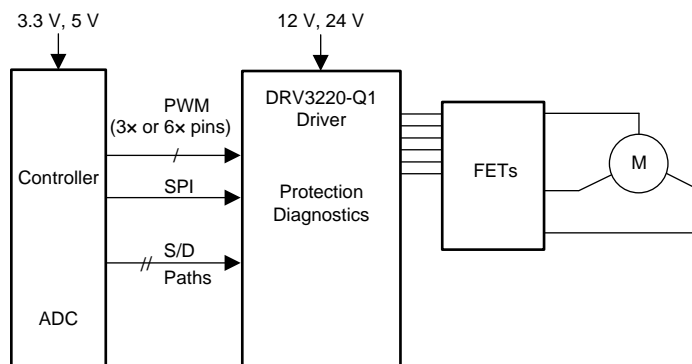 3.3 V, 5 V
12 V, 24 V
PWM
(3× or 6× pins)
DRV3220-Q1
Driver
Controller
SPI
Protection
Diagnostics
FETs
M
S/D
Paths
ADC